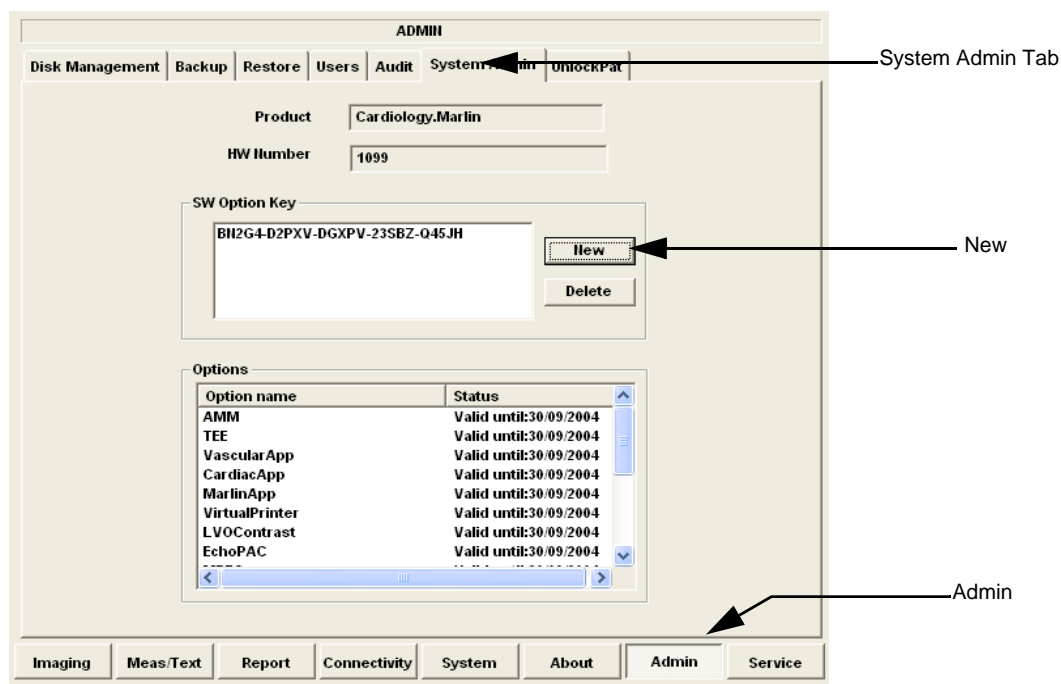 ADMIN
Disk Management Backup Restore Users Audit System Admin UnlockPat
System Admin Tab
Product Cardiology.Marlin
HW Number 1099
SW Option Key
BN2G4-D2PXV-DGXPV-23SBZ-Q45JH
New
New
Delete
Options
Option name Status
AMM Valid until:30/09/2004
TEE Valid until:30/09/2004
VascularApp Valid until:30/09/2004
CardiacApp Valid until:30/09/2004
MarlinApp Valid until:30/09/2004
VirtualPrinter Valid until:30/09/2004
LVOContrast Valid until:30/09/2004
EchoPAC Valid until:30/09/2004
Admin
Imaging Meas/Text Report Connectivity System About Admin Service